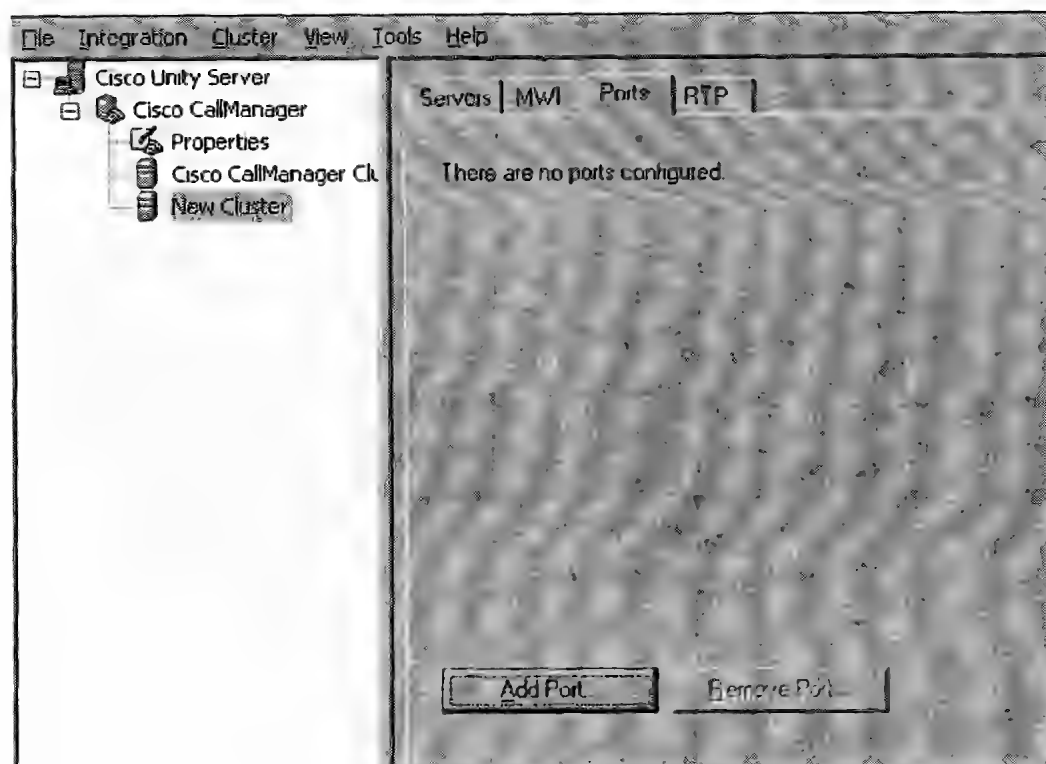 File Integration Cluster View Tools Help
Cisco Unity Server
Cisco CallManager
Properties
Cisco CallManager Clu
New Cluster
Servers MWI Ports RTP
There are no ports configured.
Add Port...
Remove Port...